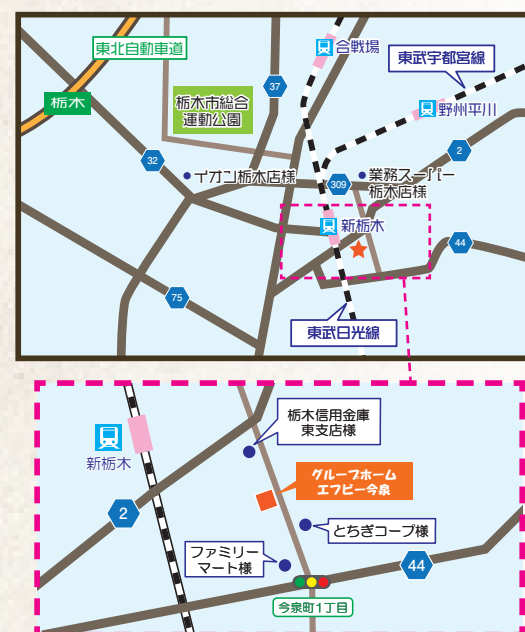 東北自動車道
合戦場
東武宇都宮線
栃木
37
栃木市総合
運動公園
野州平川
32
2
イオン栃木店様
309
業務スーパー
栃木店様
新栃木
44
75
東武日光線
栃木信用金庫
東支店様
新栃木
グループホーム
エフビー今泉
2
とちぎコープ様
ファミリー
マート様
44
今泉町1丁目